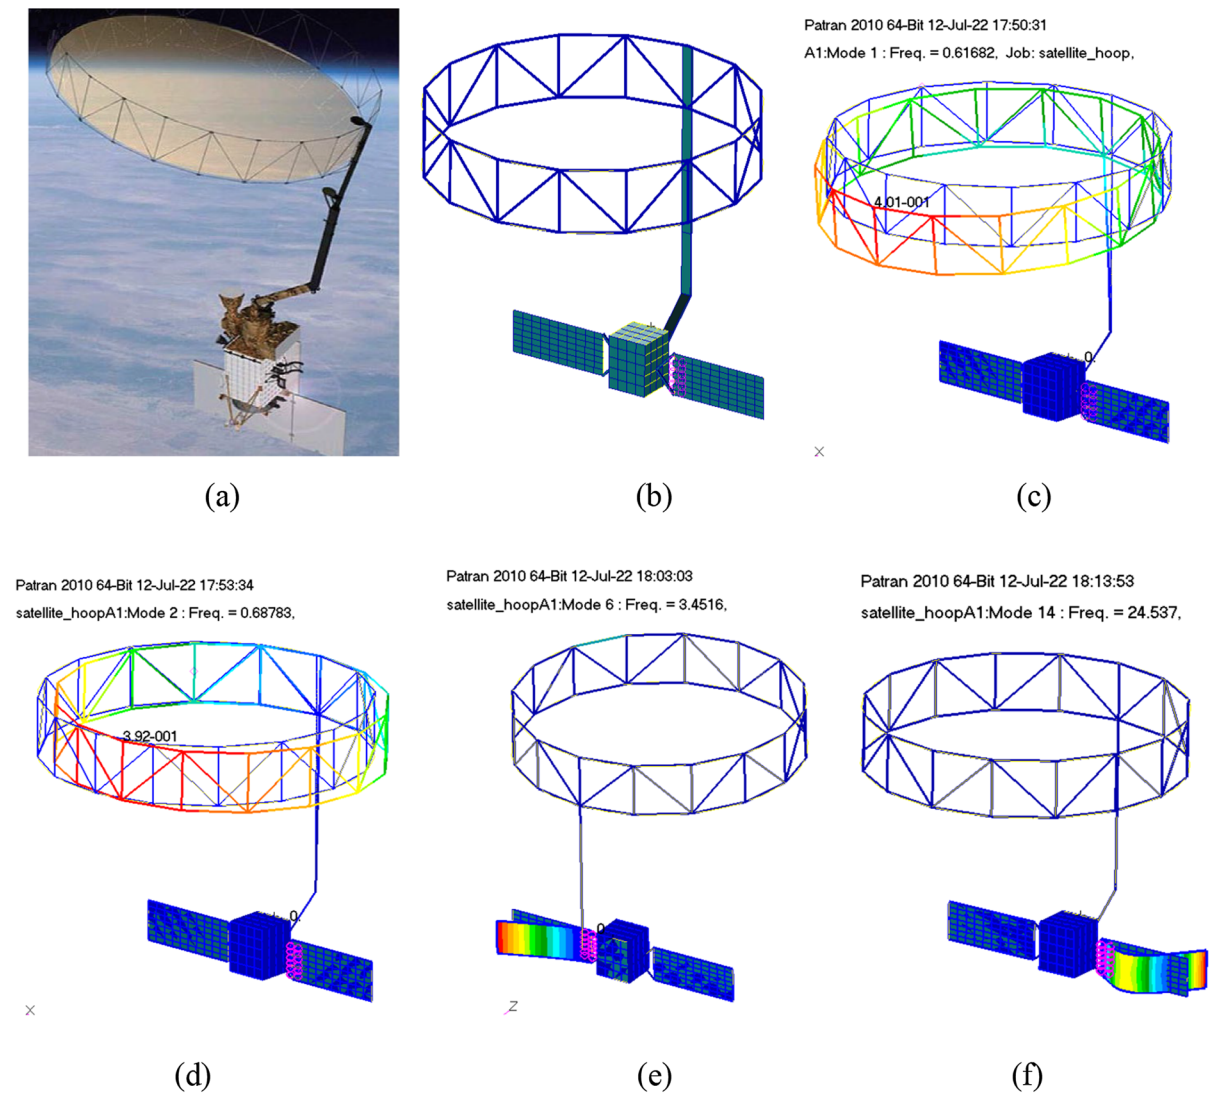 Patran 2010 64-Bit 12-Jul-22 17:50:31
A1:Mode 1 : Freq. = 0.61682, Job: satellite_hoop,
4.01-001
0.
X
(a)
(b)
(c)
Patran 2010 64-Bit 12-Jul-22 17:53:34
satellite_hoopA1:Mode 2 : Freq. = 0.68783,
3.92-001
0.
X
Patran 2010 64-Bit 12-Jul-22 18:03:03
satellite_hoopA1:Mode 6 : Freq. = 3.4516,
0
Z
Patran 2010 64-Bit 12-Jul-22 18:13:53
satellite_hoopA1:Mode 14 : Freq. = 24.537,
(d)
(e)
(f)